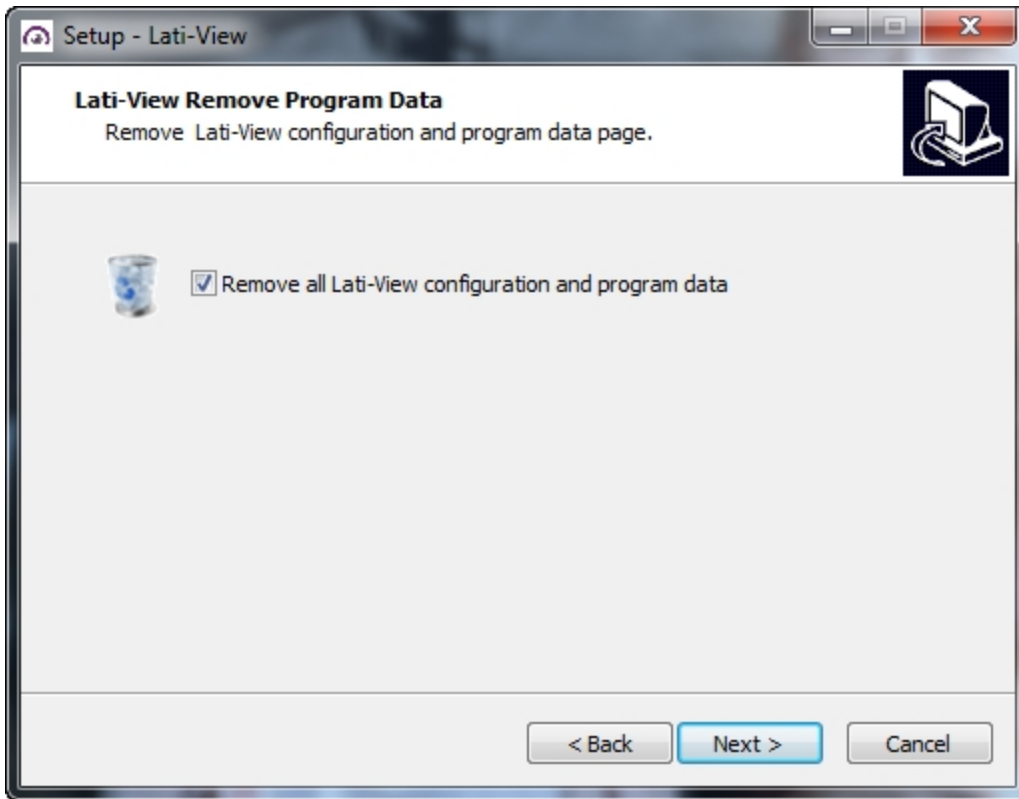 Setup - Lati-View
Lati-View Remove Program Data
Remove Lati-View configuration and program data page.
Remove all Lati-View configuration and program data
< Back Next > Cancel